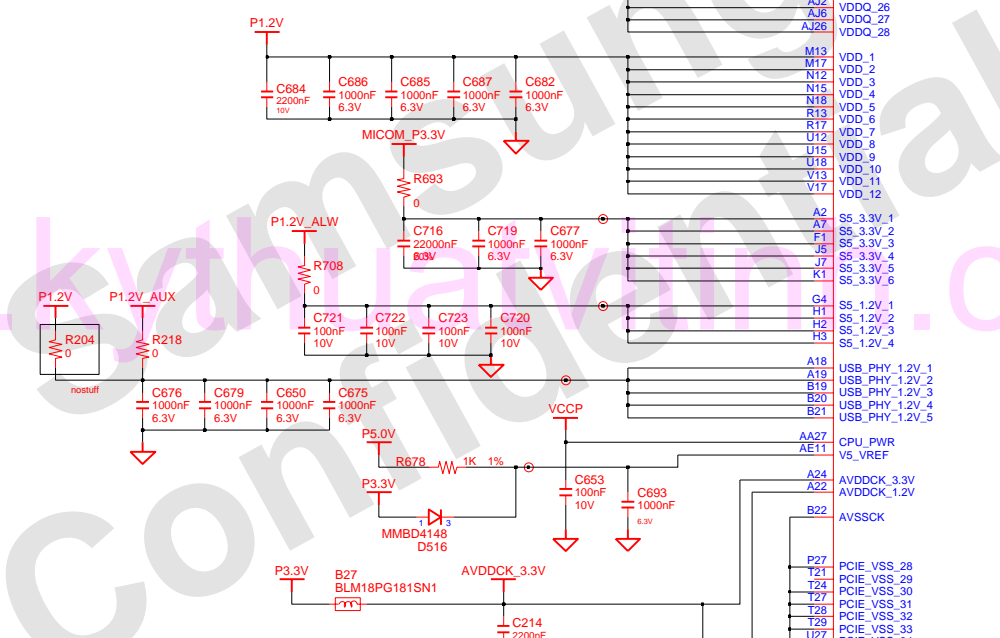 P1.2V
C684
2200nF
10V
C686
1000nF
6.3V
C685
1000nF
6.3V
C687
1000nF
6.3V
C682
1000nF
6.3V
MICOM_P3.3V
R693
0
C716
22000nF
C719
1000nF
6.3V
C677
1000nF
6.3V
P1.2V_ALW
R708
0
C721
100nF
10V
C722
100nF
10V
C723
100nF
10V
C720
100nF
10V
P1.2V
R204
0
nostuff
P1.2V_AUX
R218
0
C676
1000nF
6.3V
C679
1000nF
6.3V
C650
1000nF
6.3V
C675
1000nF
6.3V
VCCP
P5.0V
R678 1K 1%
P3.3V
1 3
MMBD4148
D516
C653
100nF
10V
C693
1000nF
6.3V
P3.3V
B27
BLM18PG181SN1
AVDDCK_3.3V
C214
2200nF
AJ2 VDDQ_26
AJ6 VDDQ_27
AJ26 VDDQ_28
M13 VDD_1
M17 VDD_2
N12 VDD_3
N15 VDD_4
N18 VDD_5
R13 VDD_6
R17 VDD_7
U12 VDD_8
U15 VDD_9
U18 VDD_10
V13 VDD_11
V17 VDD_12
A2 S5_3.3V_1
A7 S5_3.3V_2
F1 S5_3.3V_3
J5 S5_3.3V_4
J7 S5_3.3V_5
K1 S5_3.3V_6
G4 S5_1.2V_1
H1 S5_1.2V_2
H2 S5_1.2V_3
H3 S5_1.2V_4
A18 USB_PHY_1.2V_1
A19 USB_PHY_1.2V_2
B19 USB_PHY_1.2V_3
B20 USB_PHY_1.2V_4
B21 USB_PHY_1.2V_5
AA27 CPU_PWR
AE11 V5_VREF
A24 AVDDCK_3.3V
A22 AVDDCK_1.2V
B22 AVSSCK
P27 PCIE_VSS_28
T21 PCIE_VSS_29
T24 PCIE_VSS_30
T27 PCIE_VSS_31
T28 PCIE_VSS_32
T29 PCIE_VSS_33
U27
Samsung
Confidential